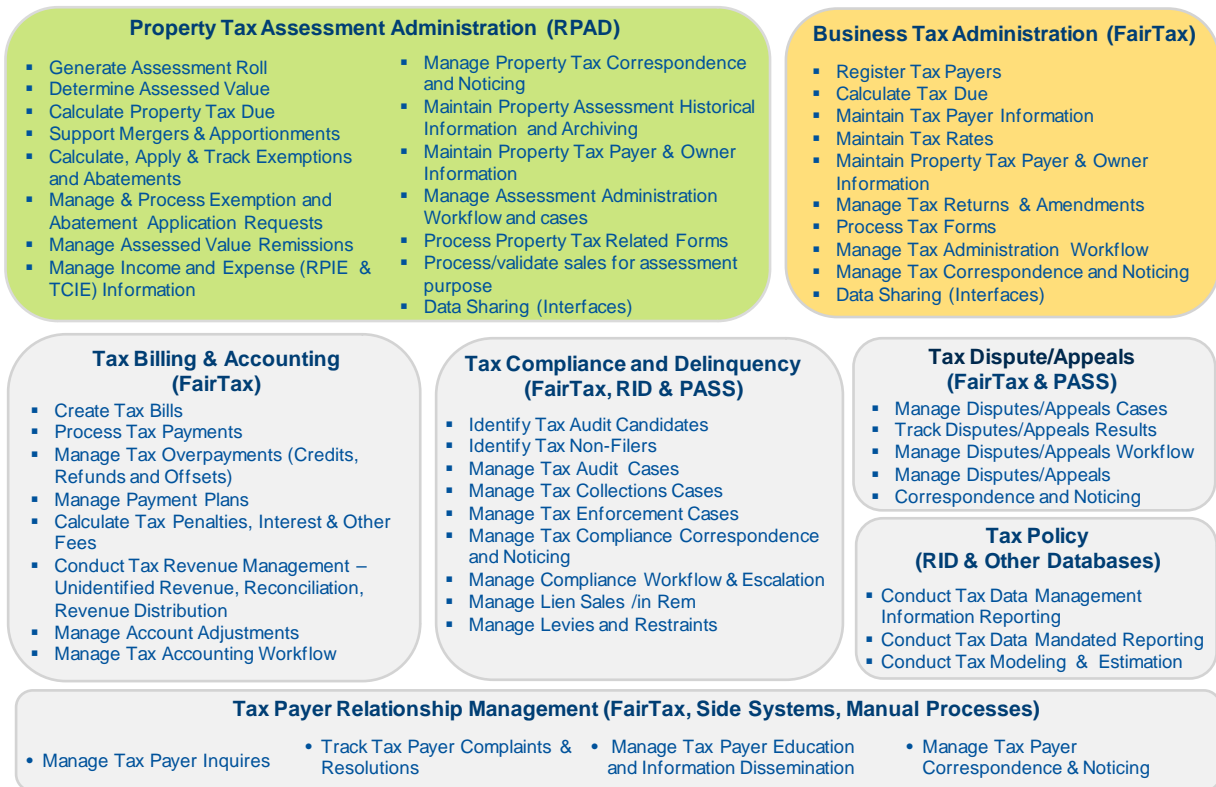 Property Tax Assessment Administration (RPAD)
▪ Generate Assessment Roll
▪ Determine Assessed Value
▪ Calculate Property Tax Due
▪ Support Mergers & Apportionments
▪ Calculate, Apply & Track Exemptions
and Abatements
▪ Manage & Process Exemption and
Abatement Application Requests
▪ Manage Assessed Value Remissions
▪ Manage Income and Expense (RPIE &
TCIE) Information
▪ Manage Property Tax Correspondence
and Noticing
▪ Maintain Property Assessment Historical
Information and Archiving
▪ Maintain Property Tax Payer & Owner
Information
▪ Manage Assessment Administration
Workflow and cases
▪ Process Property Tax Related Forms
▪ Process/validate sales for assessment
purpose
▪ Data Sharing (Interfaces)
Business Tax Administration (FairTax)
▪ Register Tax Payers
▪ Calculate Tax Due
▪ Maintain Tax Payer Information
▪ Maintain Tax Rates
▪ Maintain Property Tax Payer & Owner
Information
▪ Manage Tax Returns & Amendments
▪ Process Tax Forms
▪ Manage Tax Administration Workflow
▪ Manage Tax Correspondence and Noticing
▪ Data Sharing (Interfaces)
Tax Billing & Accounting
(FairTax)
▪ Create Tax Bills
▪ Process Tax Payments
▪ Manage Tax Overpayments (Credits,
Refunds and Offsets)
▪ Manage Payment Plans
▪ Calculate Tax Penalties, Interest & Other
Fees
▪ Conduct Tax Revenue Management –
Unidentified Revenue, Reconciliation,
Revenue Distribution
▪ Manage Account Adjustments
▪ Manage Tax Accounting Workflow
Tax Compliance and Delinquency
(FairTax, RID & PASS)
▪ Identify Tax Audit Candidates
▪ Identify Tax Non-Filers
▪ Manage Tax Audit Cases
▪ Manage Tax Collections Cases
▪ Manage Tax Enforcement Cases
▪ Manage Tax Compliance Correspondence
and Noticing
▪ Manage Compliance Workflow & Escalation
▪ Manage Lien Sales /in Rem
▪ Manage Levies and Restraints
Tax Dispute/Appeals
(FairTax & PASS)
▪ Manage Disputes/Appeals Cases
▪ Track Disputes/Appeals Results
▪ Manage Disputes/Appeals Workflow
▪ Manage Disputes/Appeals
▪ Correspondence and Noticing
Tax Policy
(RID & Other Databases)
▪ Conduct Tax Data Management
Information Reporting
▪ Conduct Tax Data Mandated Reporting
▪ Conduct Tax Modeling & Estimation
Tax Payer Relationship Management (FairTax, Side Systems, Manual Processes)
• Manage Tax Payer Inquires
• Track Tax Payer Complaints &
Resolutions
• Manage Tax Payer Education
and Information Dissemination
• Manage Tax Payer
Correspondence & Noticing